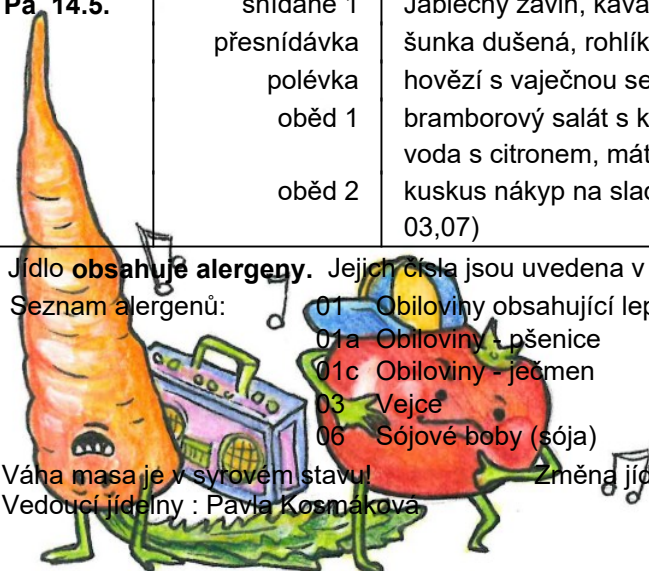 Pá 14.5. snídaně 1 Jablečný závin, káva
přesnídávka šunka dušená, rohlík
polévka hovězí s vaječnou se
oběd 1 bramborový salát s k
voda s citronem, mát
oběd 2 kuskus nákyp na slad
03,07)
Jídlo obsahuje alergeny. Jejich čísla jsou uvedena v
Seznam alergenů: 01 Obiloviny obsahující lep
01a Obiloviny - pšenice
01c Obiloviny - ječmen
03 Vejce
06 Sójové boby (sója)
Váha masa je v syrovém stavu! Změna jíd
Vedoucí jídelny : Pavla Kosmáková